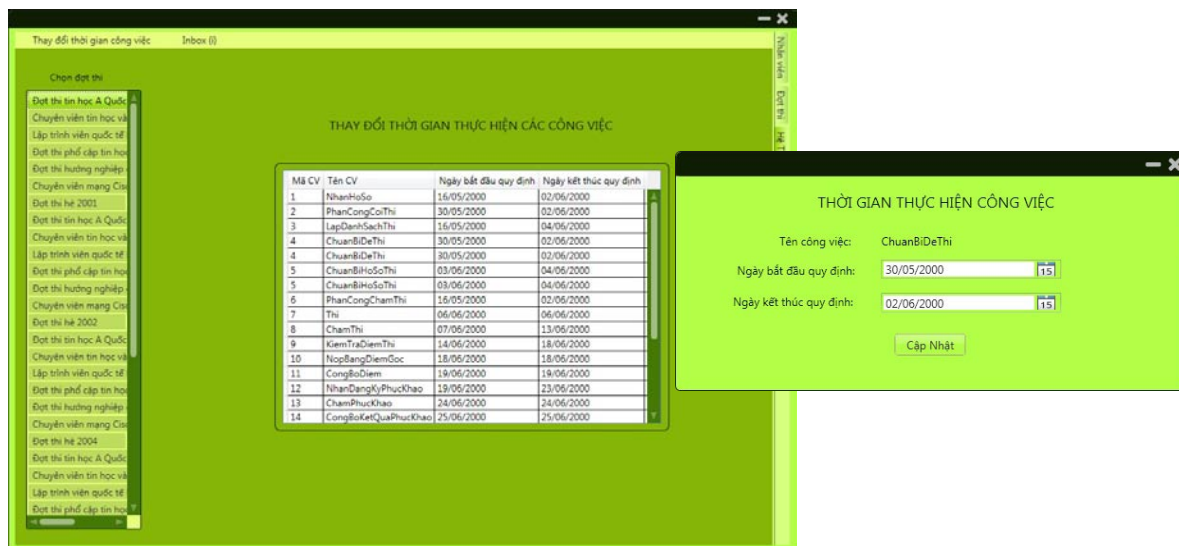 Thay đổi thời gian công việc Inbox (i)
Nhân viên
Đợt thi
Chọn đợt thi
Đợt thi tin học A Quốc
Chuyên viên tin học và
Lập trình viên quốc tế
Đợt thi phổ cập tin học
Đợt thi hướng nghiệp
Chuyên viên mạng Cis
Đợt thi hè 2001
Đợt thi tin học A Quốc
Chuyên viên tin học và
Lập trình viên quốc tế
Đợt thi phổ cập tin học
Đợt thi hướng nghiệp
Chuyên viên mạng Cis
Đợt thi hè 2002
Đợt thi tin học A Quốc
Chuyên viên tin học và
Lập trình viên quốc tế
Đợt thi phổ cập tin học
Đợt thi hướng nghiệp
Chuyên viên mạng Cis
Đợt thi hè 2004
Đợt thi tin học A Quốc
Chuyên viên tin học và
Lập trình viên quốc tế
Đợt thi phổ cập tin học
THAY ĐỔI THỜI GIAN THỰC HIỆN CÁC CÔNG VIỆC
Mã CV Tên CV Ngày bắt đầu quy định Ngày kết thúc quy định
1 NhanHoSo 16/05/2000 02/06/2000
2 PhanCongCoiThi 30/05/2000 02/06/2000
3 LapDanhSachThi 16/05/2000 04/06/2000
4 ChuanBiDeThi 30/05/2000 02/06/2000
4 ChuanBiDeThi 30/05/2000 02/06/2000
5 ChuanBiHoSoThi 03/06/2000 04/06/2000
5 ChuanBiHoSoThi 03/06/2000 04/06/2000
6 PhanCongChamThi 16/05/2000 02/06/2000
7 Thi 06/06/2000 06/06/2000
8 ChamThi 07/06/2000 13/06/2000
9 KiemTraDiemThi 14/06/2000 18/06/2000
10 NopBangDiemGoc 18/06/2000 18/06/2000
11 CongBoDiem 19/06/2000 19/06/2000
12 NhanDangKyPhucKhao 19/06/2000 23/06/2000
13 ChamPhucKhao 24/06/2000 24/06/2000
14 CongBoKetQuaPhucKhao 25/06/2000 25/06/2000
THỜI GIAN THỰC HIỆN CÔNG VIỆC
Tên công việc: ChuanBiDeThi
Ngày bắt đầu quy định: 30/05/2000 15
Ngày kết thúc quy định: 02/06/2000 15
Cập Nhật